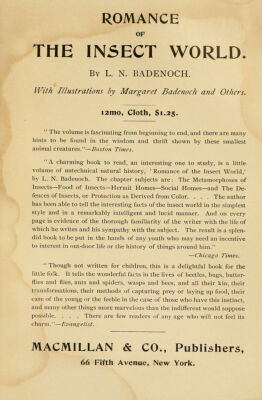 ROMANCE
OF
THE INSECT WORLD.
BY L. N. BADENOCH.
With Illustrations by Margaret Badenoch and Others.
12mo, Cloth, $1.25.
"The volume is fascinating from beginning to end, and there are many
hints to be found in the wisdom and thrift shown by these smallest
animal creatures."—Boston Times.
"A charming book to read, an interesting one to study, is a little
volume of untechnical natural history, 'Romance of the Insect World,'
by L. N. Badenoch. The chapter subjects are: The Metamorphoses of
Insects—Food of Insects—Hermit Homes—Social Homes—and The De-
fences of Insects, or Protection as Derived from Color. . . . The author
has been able to tell the interesting facts of the insect world in the simplest
style and in a remarkably intelligent and lucid manner. And on every
page is evidence of the thorough familiarity of the writer with the life of
which he writes and his sympathy with the subject. The result is a splen-
did book to be put in the hands of any youth who may need an incentive
to interest in out-door life or the history of things around him."
—Chicago Times.
"Though not written for children, this is a delightful book for the
little folk. It tells the wonderful facts in the lives of beetles, bugs, butter-
flies and flies, ants and spiders, wasps and bees, and all their kin, their
transformations, their methods of capturing prey or laying up food, their
care of the young or the feeble in the case of those who have this instinct,
and many other things more marvelous than the indifferent would suppose
possible. . . . . There are few readers of any age who will not feel its
charm."—Evangelist.
MACMILLAN & CO., Publishers,
66 Fifth Avenue, New York.